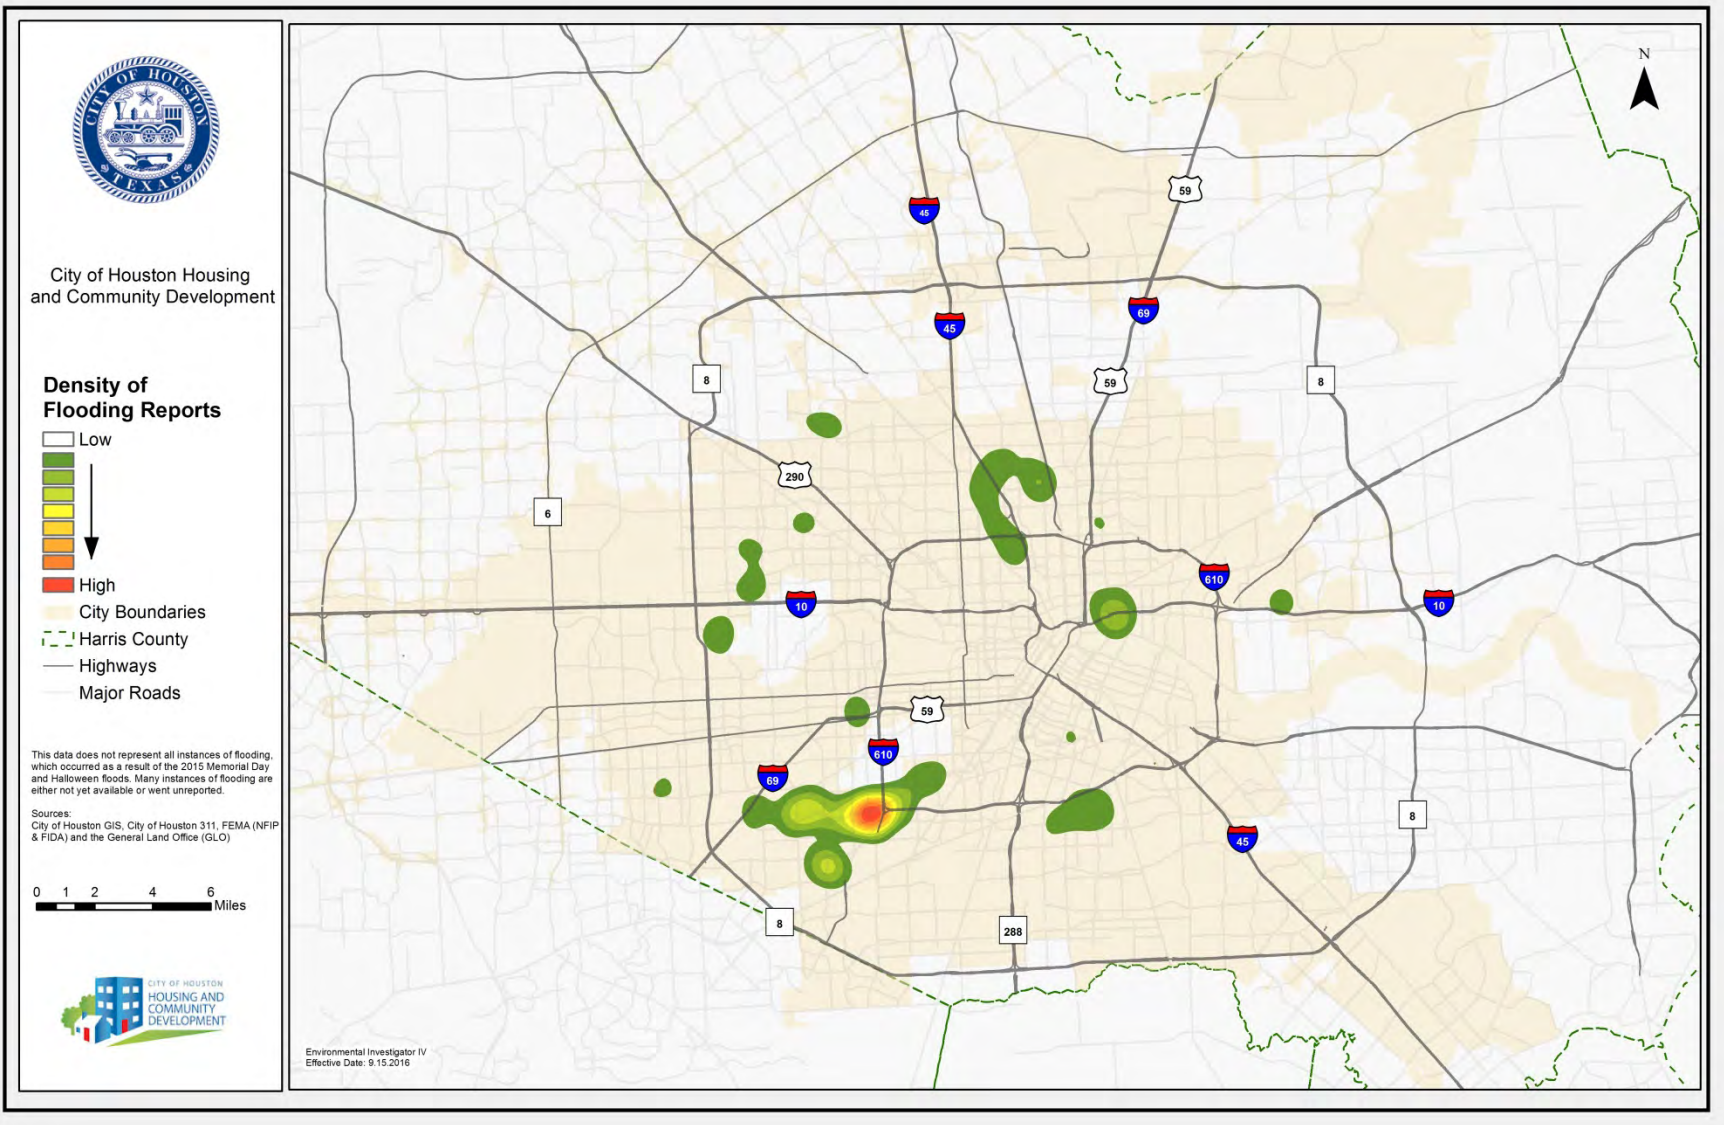 CITY OF HOUSTON
TEXAS
City of Houston Housing
and Community Development
Density of
Flooding Reports
Low
High
City Boundaries
Harris County
Highways
Major Roads
This data does not represent all instances of flooding,
which occurred as a result of the 2015 Memorial Day
and Halloween floods. Many instances of flooding are
either not yet available or went unreported.
Sources:
City of Houston GIS, City of Houston 311, FEMA (NFIP
& FIDA) and the General Land Office (GLO)
0 1 2 4 6
Miles
CITY OF HOUSTON
HOUSING AND
COMMUNITY
DEVELOPMENT
N
59
45
69
45
8
59
8
290
6
610
10
10
59
610
69
8
45
8
288
Environmental Investigator IV
Effective Date: 9.15.2016